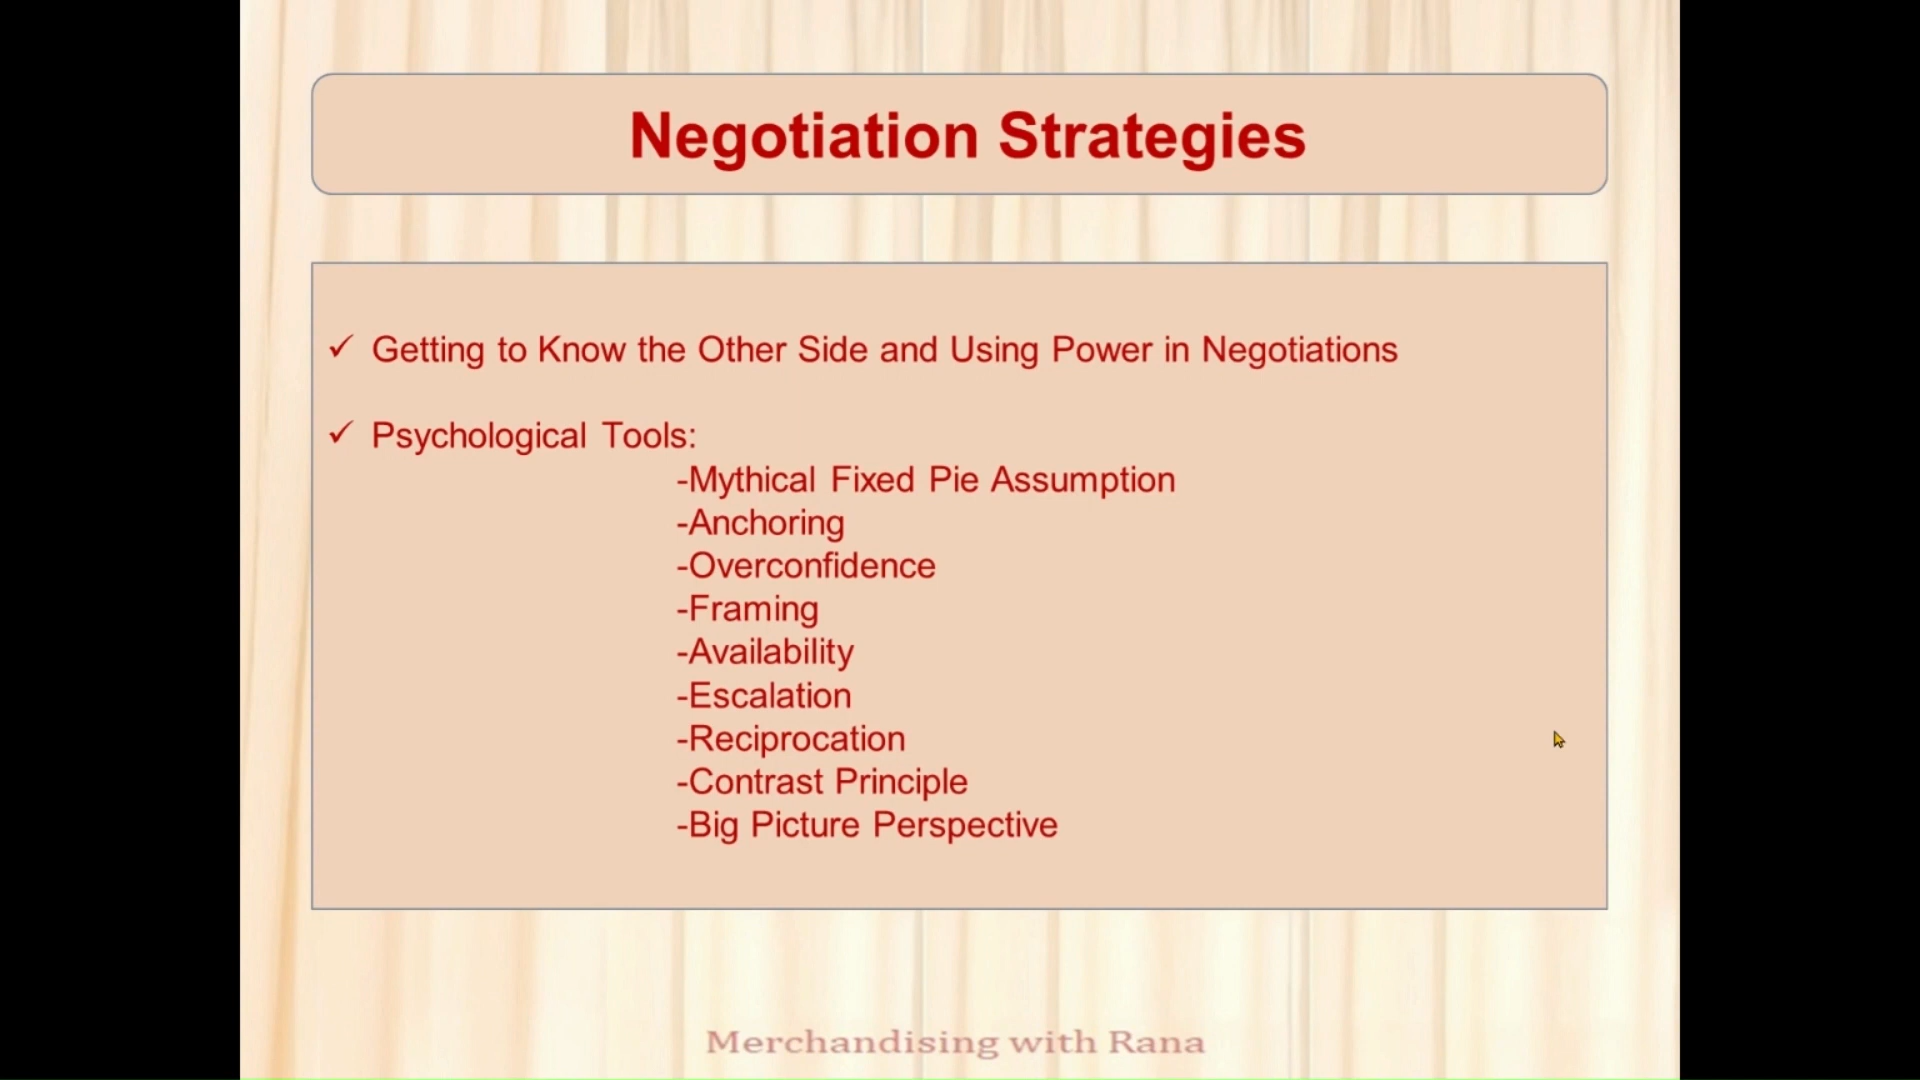 Negotiation Strategies
✓ Getting to Know the Other Side and Using Power in Negotiations
✓ Psychological Tools:
-Mythical Fixed Pie Assumption
-Anchoring
-Overconfidence
-Framing
-Availability
-Escalation
-Reciprocation
-Contrast Principle
-Big Picture Perspective
Merchandising with Rana